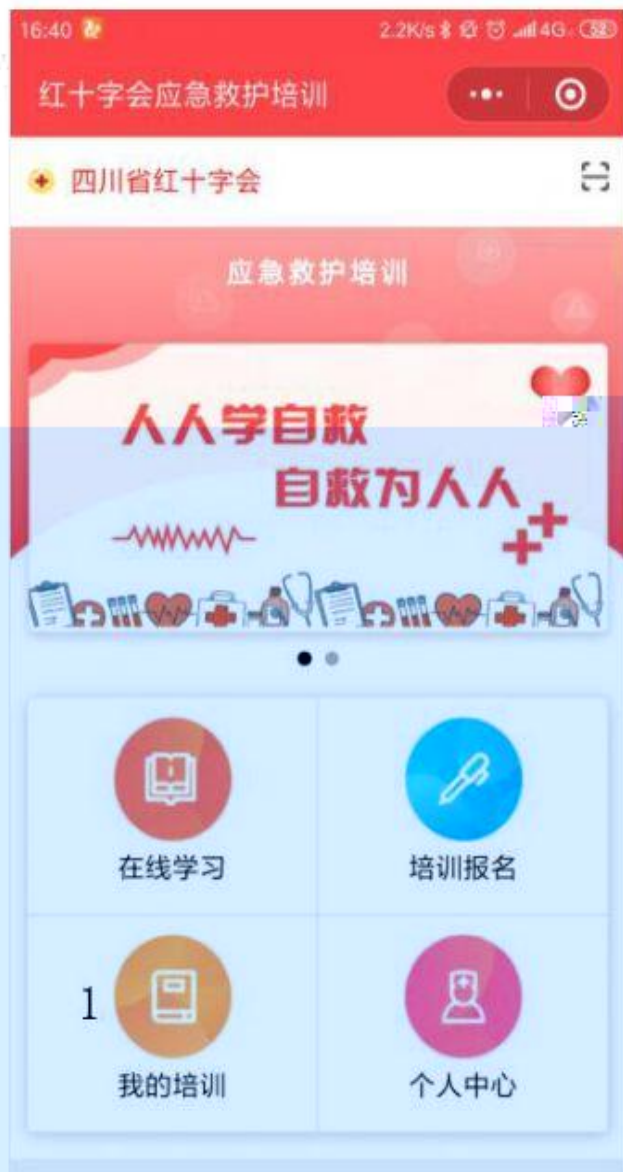 16:40 2.2K/s 4G 52
红十字会应急救护培训
四川省红十字会
应急救护培训
人人学自救
自救为人人
在线学习 培训报名
1
我的培训 个人中心